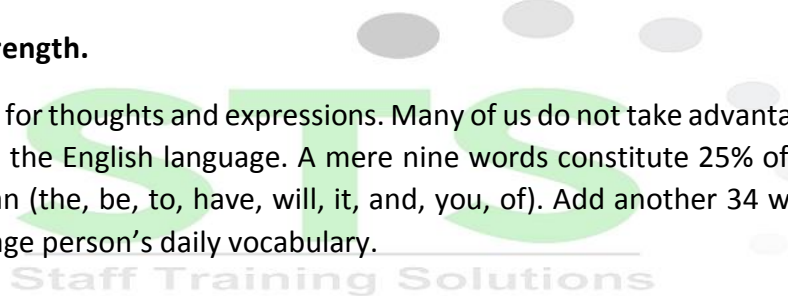 rength.
for thoughts and expressions. Many of us do not take advanta
the English language. A mere nine words constitute 25% of
n (the, be, to, have, will, it, and, you, of). Add another 34 w
ge person's daily vocabulary.
STS
Staff Training Solutions